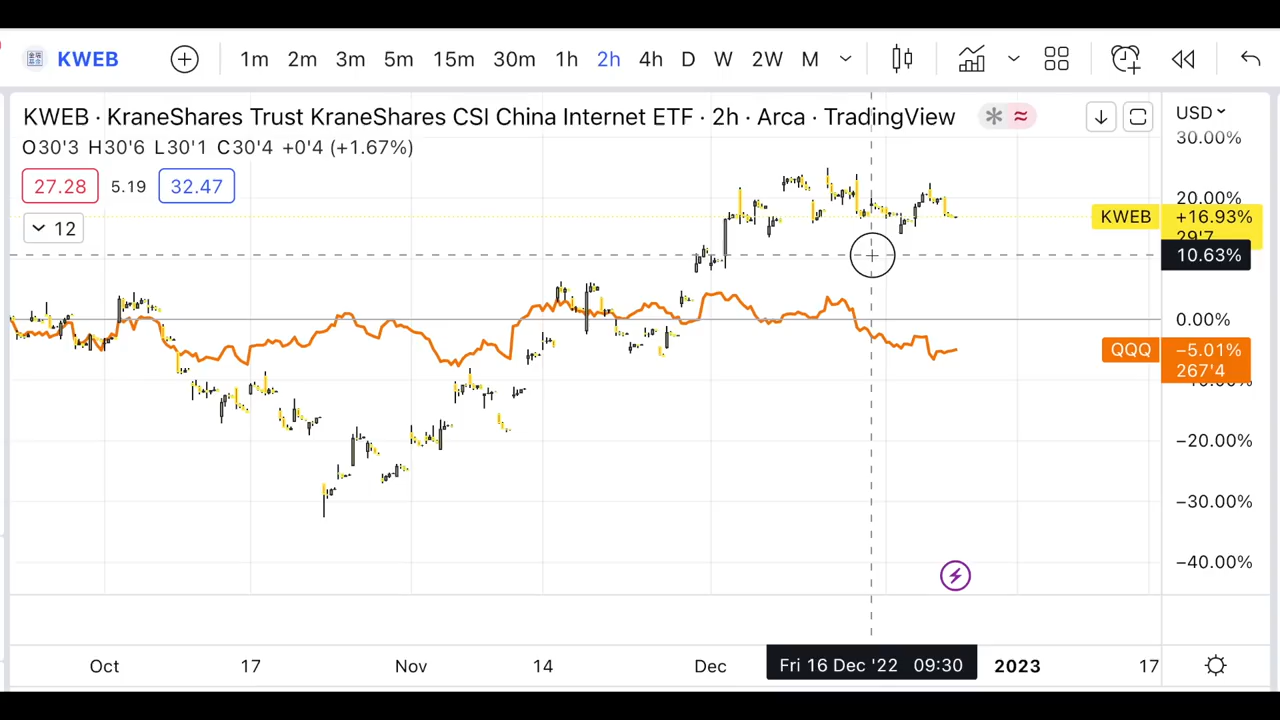 KWEB
1m 2m 3m 5m 15m 30m 1h 2h 4h D W 2W M
KWEB · KraneShares Trust KraneShares CSI China Internet ETF · 2h · Arca · TradingView
USD
O30'3 H30'6 L30'1 C30'4 +0'4 (+1.67%)
27.28 5.19 32.47
12
30.00%
20.00%
KWEB +16.93%
29'7
10.63%
0.00%
QQQ −5.01%
267'4
−10.00%
−20.00%
−30.00%
−40.00%
Oct 17 Nov 14 Dec Fri 16 Dec '22 09:30 2023 17